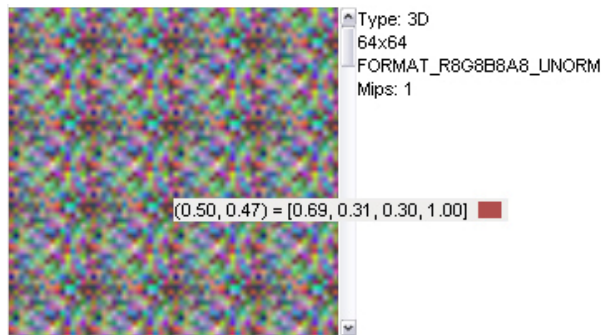 Type: 3D
64x64
FORMAT_R8G8B8A8_UNORM
Mips: 1
(0.50, 0.47) = [0.69, 0.31, 0.30, 1.00]